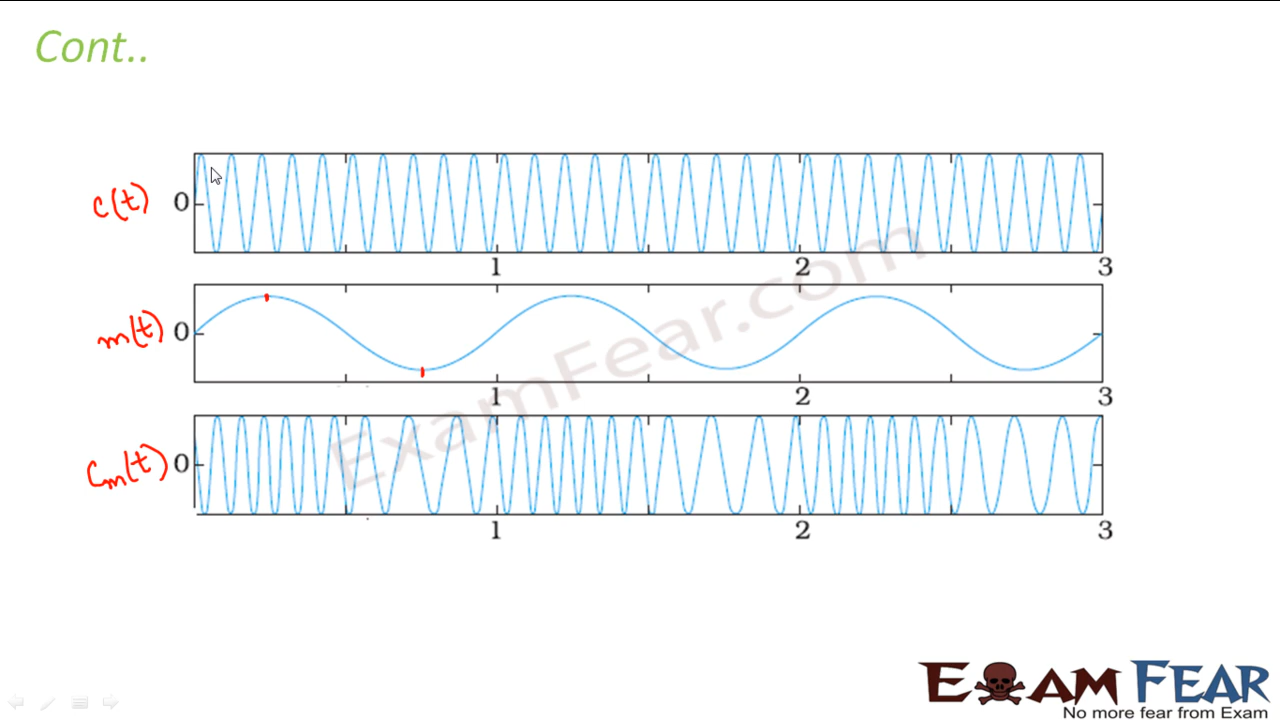 Cont..
c(t) 0
1 2 3
m(t) 0
1 2 3
Cm(t) 0
1 2 3
ExamFear.com
EXAM FEAR
No more fear from Exam